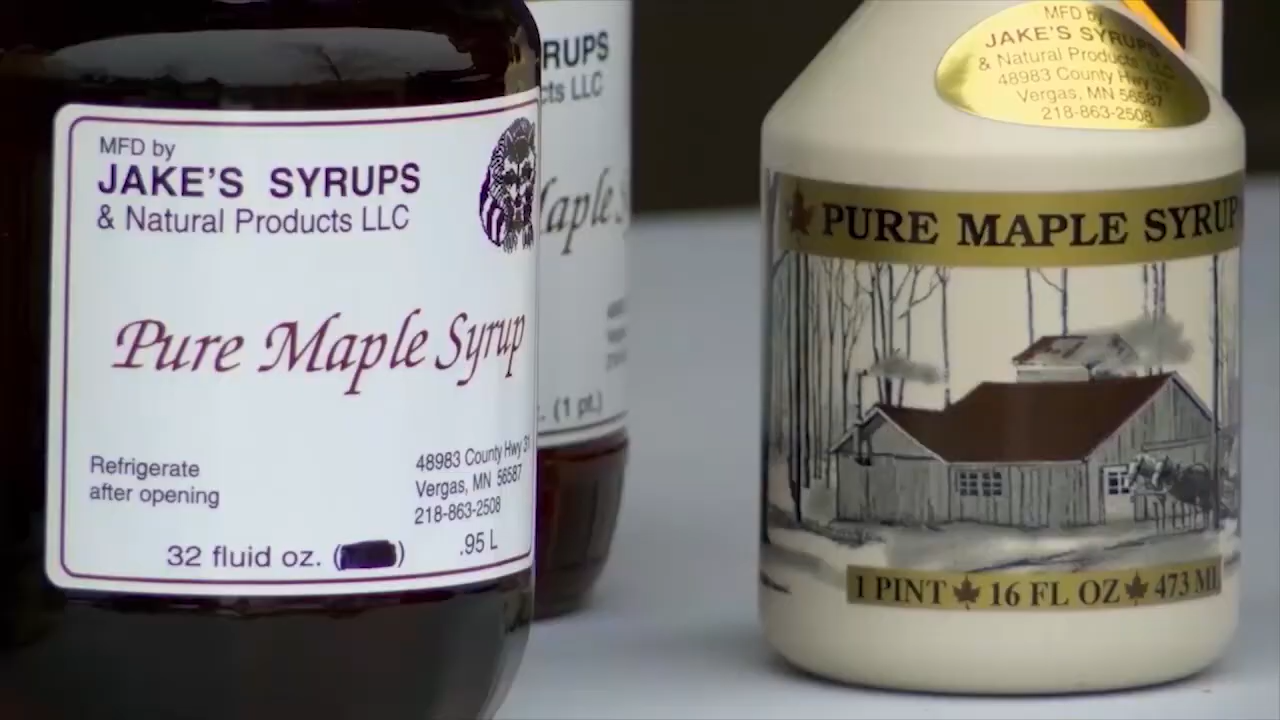 MFD by
JAKE'S SYRUPS
& Natural Products LLC
Pure Maple Syrup
Refrigerate
after opening
48983 County Hwy 31
Vergas, MN 56587
218-863-2508
32 fluid oz. ( )
.95 L
RUPS
cts LLC
Maple S
. (1 pt.)
MFD by
JAKE'S SYRUPS
& Natural Products LLC
48983 County Hwy 31
Vergas, MN 56587
218-863-2508
PURE MAPLE SYRUP
1 PINT 16 FL OZ 473 ML